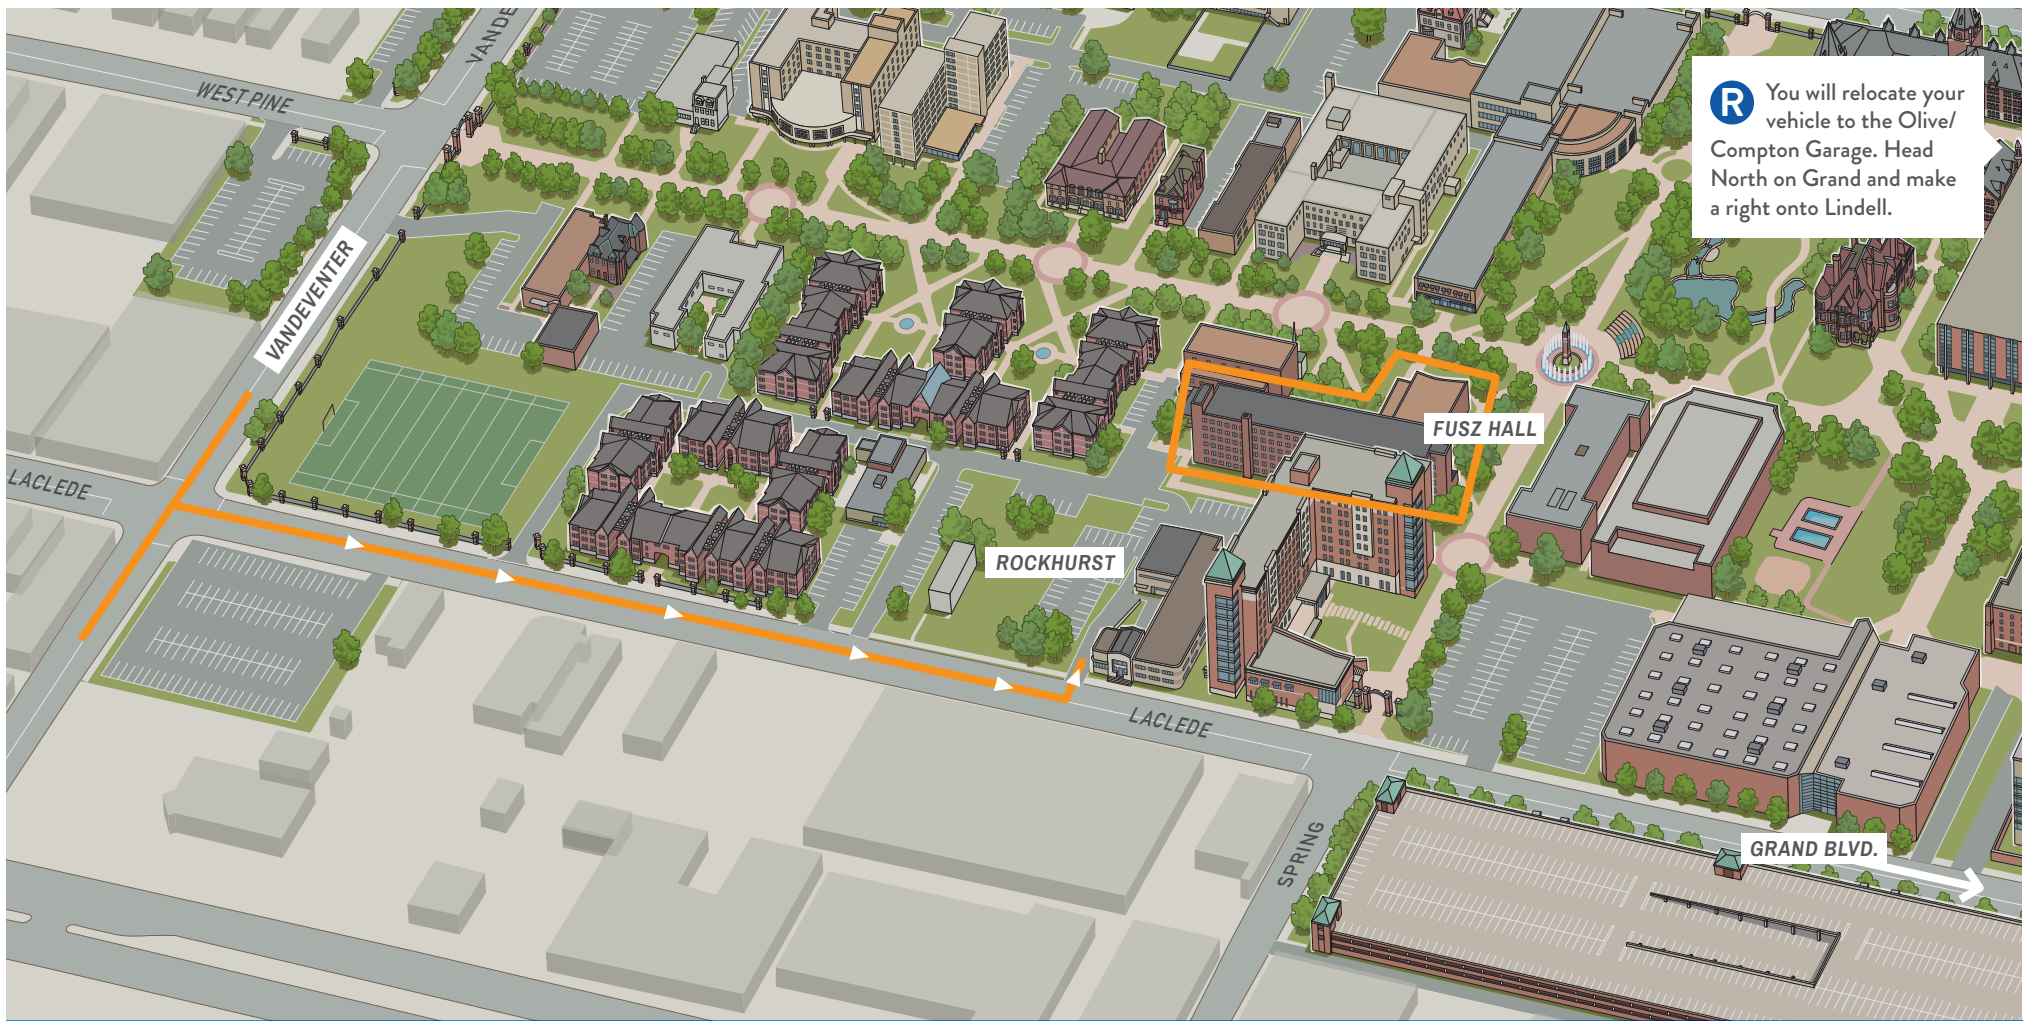 VANDE
WEST PINE
R
You will relocate your
vehicle to the Olive/
Compton Garage. Head
North on Grand and make
a right onto Lindell.
VANDEVENTER
FUSZ HALL
LACLEDE
ROCKHURST
LACLEDE
SPRING
GRAND BLVD.